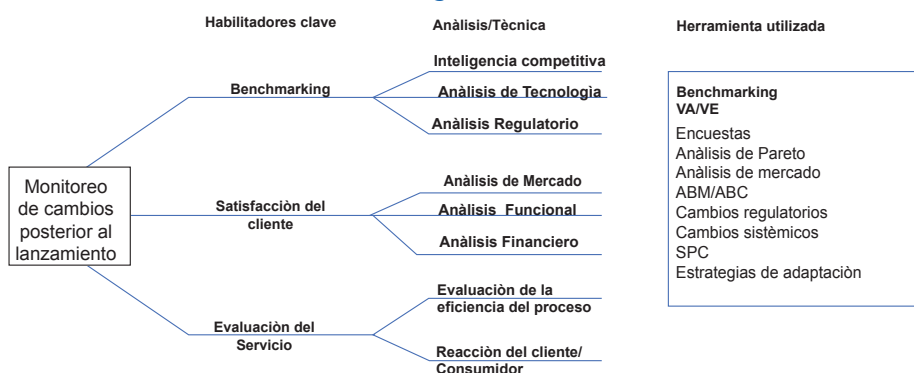 Habilitadores clave
Anàlisis/Tècnica
Herramienta utilizada
Inteligencia competitiva
Benchmarking
Anàlisis de Tecnologìa
Anàlisis Regulatorio
Monitoreo
de cambios
posterior al
lanzamiento
Satisfacciòn del
cliente
Anàlisis de Mercado
Anàlisis Funcional
Anàlisis Financiero
Evaluaciòn del
Servicio
Evaluaciòn de la
eficiencia del proceso
Reacciòn del cliente/
Consumidor
Benchmarking
VA/VE
Encuestas
Anàlisis de Pareto
Anàlisis de mercado
ABM/ABC
Cambios regulatorios
Cambios sistèmicos
SPC
Estrategias de adaptaciòn